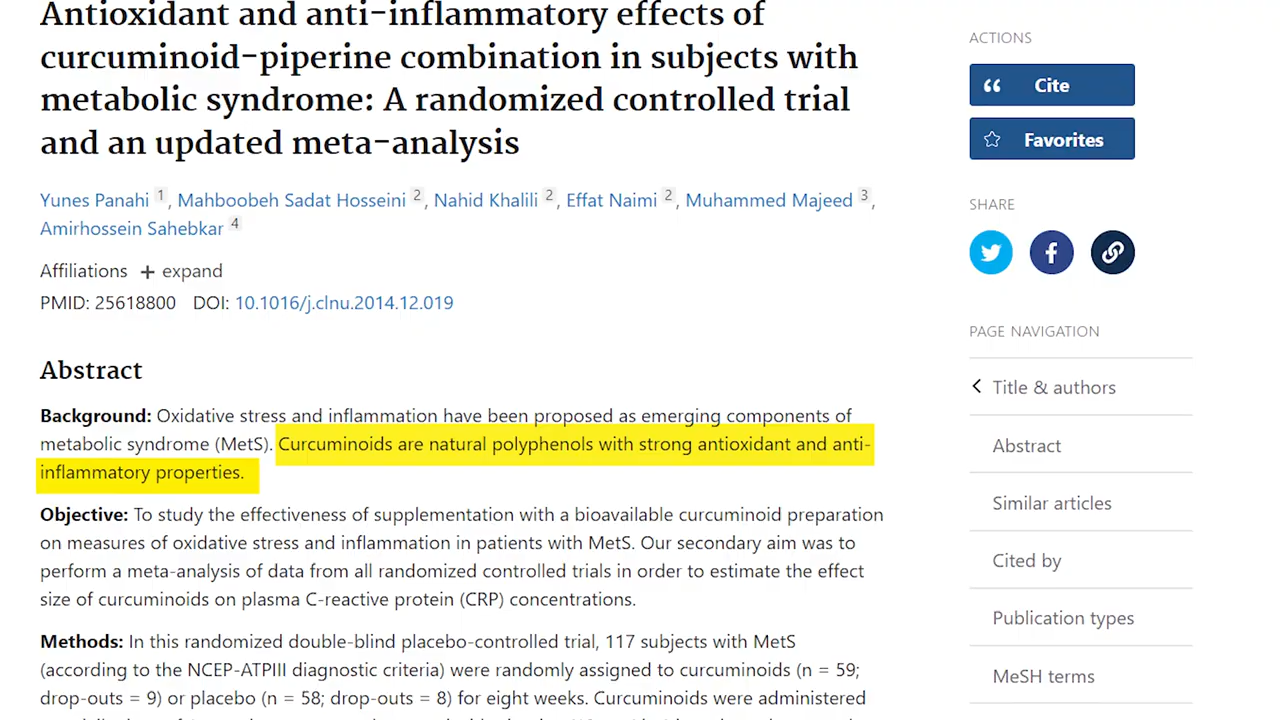 Antioxidant and anti-inflammatory effects of
curcuminoid-piperine combination in subjects with
metabolic syndrome: A randomized controlled trial
and an updated meta-analysis
Yunes Panahi 1, Mahboobeh Sadat Hosseini 2, Nahid Khalili 2, Effat Naimi 2, Muhammed Majeed 3,
Amirhossein Sahebkar 4
Affiliations + expand
PMID: 25618800 DOI: 10.1016/j.clnu.2014.12.019
Abstract
Background: Oxidative stress and inflammation have been proposed as emerging components of
metabolic syndrome (MetS). Curcuminoids are natural polyphenols with strong antioxidant and anti-
inflammatory properties.
Objective: To study the effectiveness of supplementation with a bioavailable curcuminoid preparation
on measures of oxidative stress and inflammation in patients with MetS. Our secondary aim was to
perform a meta-analysis of data from all randomized controlled trials in order to estimate the effect
size of curcuminoids on plasma C-reactive protein (CRP) concentrations.
Methods: In this randomized double-blind placebo-controlled trial, 117 subjects with MetS
(according to the NCEP-ATPIII diagnostic criteria) were randomly assigned to curcuminoids (n = 59;
drop-outs = 9) or placebo (n = 58; drop-outs = 8) for eight weeks. Curcuminoids were administered
ACTIONS
Cite
Favorites
SHARE
PAGE NAVIGATION
Title & authors
Abstract
Similar articles
Cited by
Publication types
MeSH terms